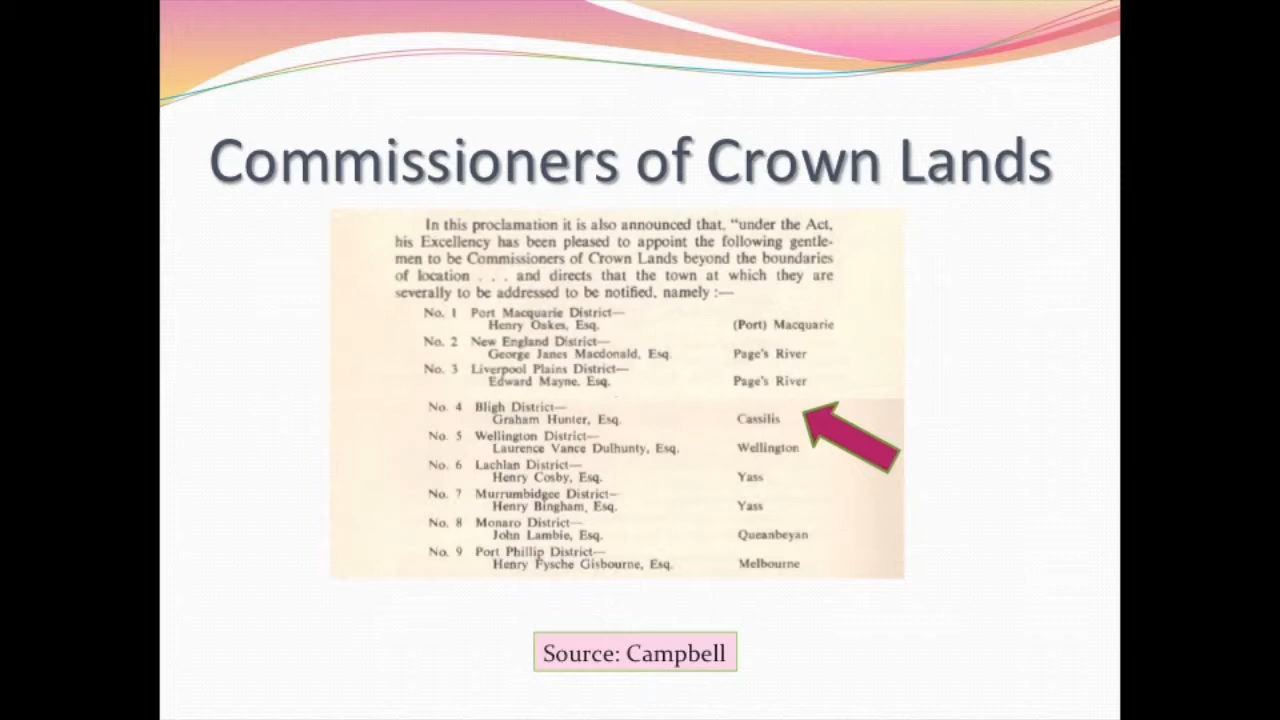 Commissioners of Crown Lands
In this proclamation it is also announced that, "under the Act,
his Excellency has been pleased to appoint the following gentle-
men to be Commissioners of Crown Lands beyond the boundaries
of location . . . and directs that the town at which they are
severally to be addressed to be notified, namely :—
No. 1 Port Macquarie District—
Henry Oakes, Esq. (Port) Macquarie
No. 2 New England District—
George Janes Macdonald, Esq. Page's River
No. 3 Liverpool Plains District—
Edward Mayne, Esq. Page's River
No. 4 Bligh District—
Graham Hunter, Esq. Cassilis
No. 5 Wellington District—
Laurence Vance Dulhunty, Esq. Wellington
No. 6 Lachlan District—
Henry Cosby, Esq. Yass
No. 7 Murrumbidgee District—
Henry Bingham, Esq. Yass
No. 8 Monaro District—
John Lambie, Esq. Queanbeyan
No. 9 Port Phillip District—
Henry Fysche Gisbourne, Esq. Melbourne
Source: Campbell